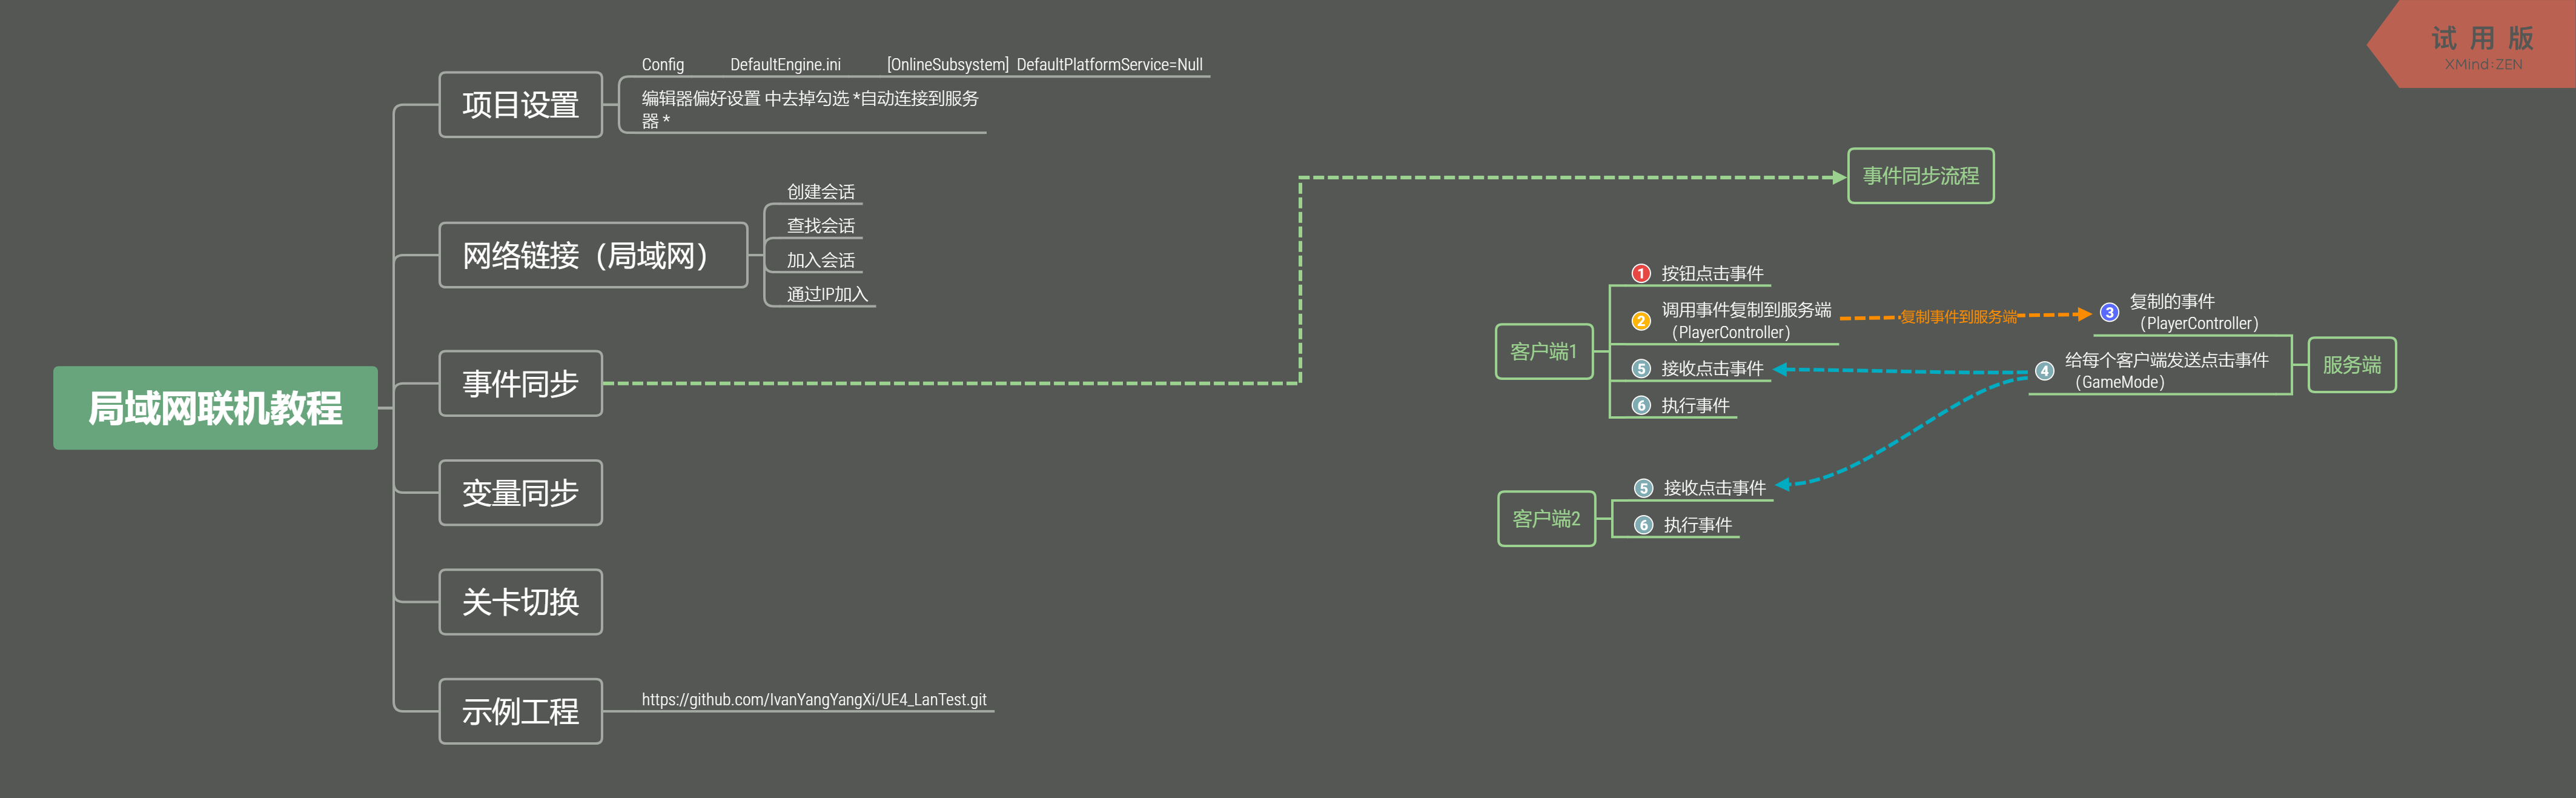 试用版
XMind:ZEN
局域网联机教程
项目设置
Config DefaultEngine.ini [OnlineSubsystem] DefaultPlatformService=Null
编辑器偏好设置 中去掉勾选 *自动连接到服务
器 *
网络链接（局域网）
创建会话
查找会话
加入会话
通过IP加入
事件同步
变量同步
关卡切换
示例工程
https://github.com/IvanYangYangXi/UE4_LanTest.git
事件同步流程
客户端1
1 按钮点击事件
2 调用事件复制到服务端
（PlayerController）
5 接收点击事件
6 执行事件
复制事件到服务端
3 复制的事件
（PlayerController）
4 给每个客户端发送点击事件
（GameMode）
服务端
客户端2
5 接收点击事件
6 执行事件